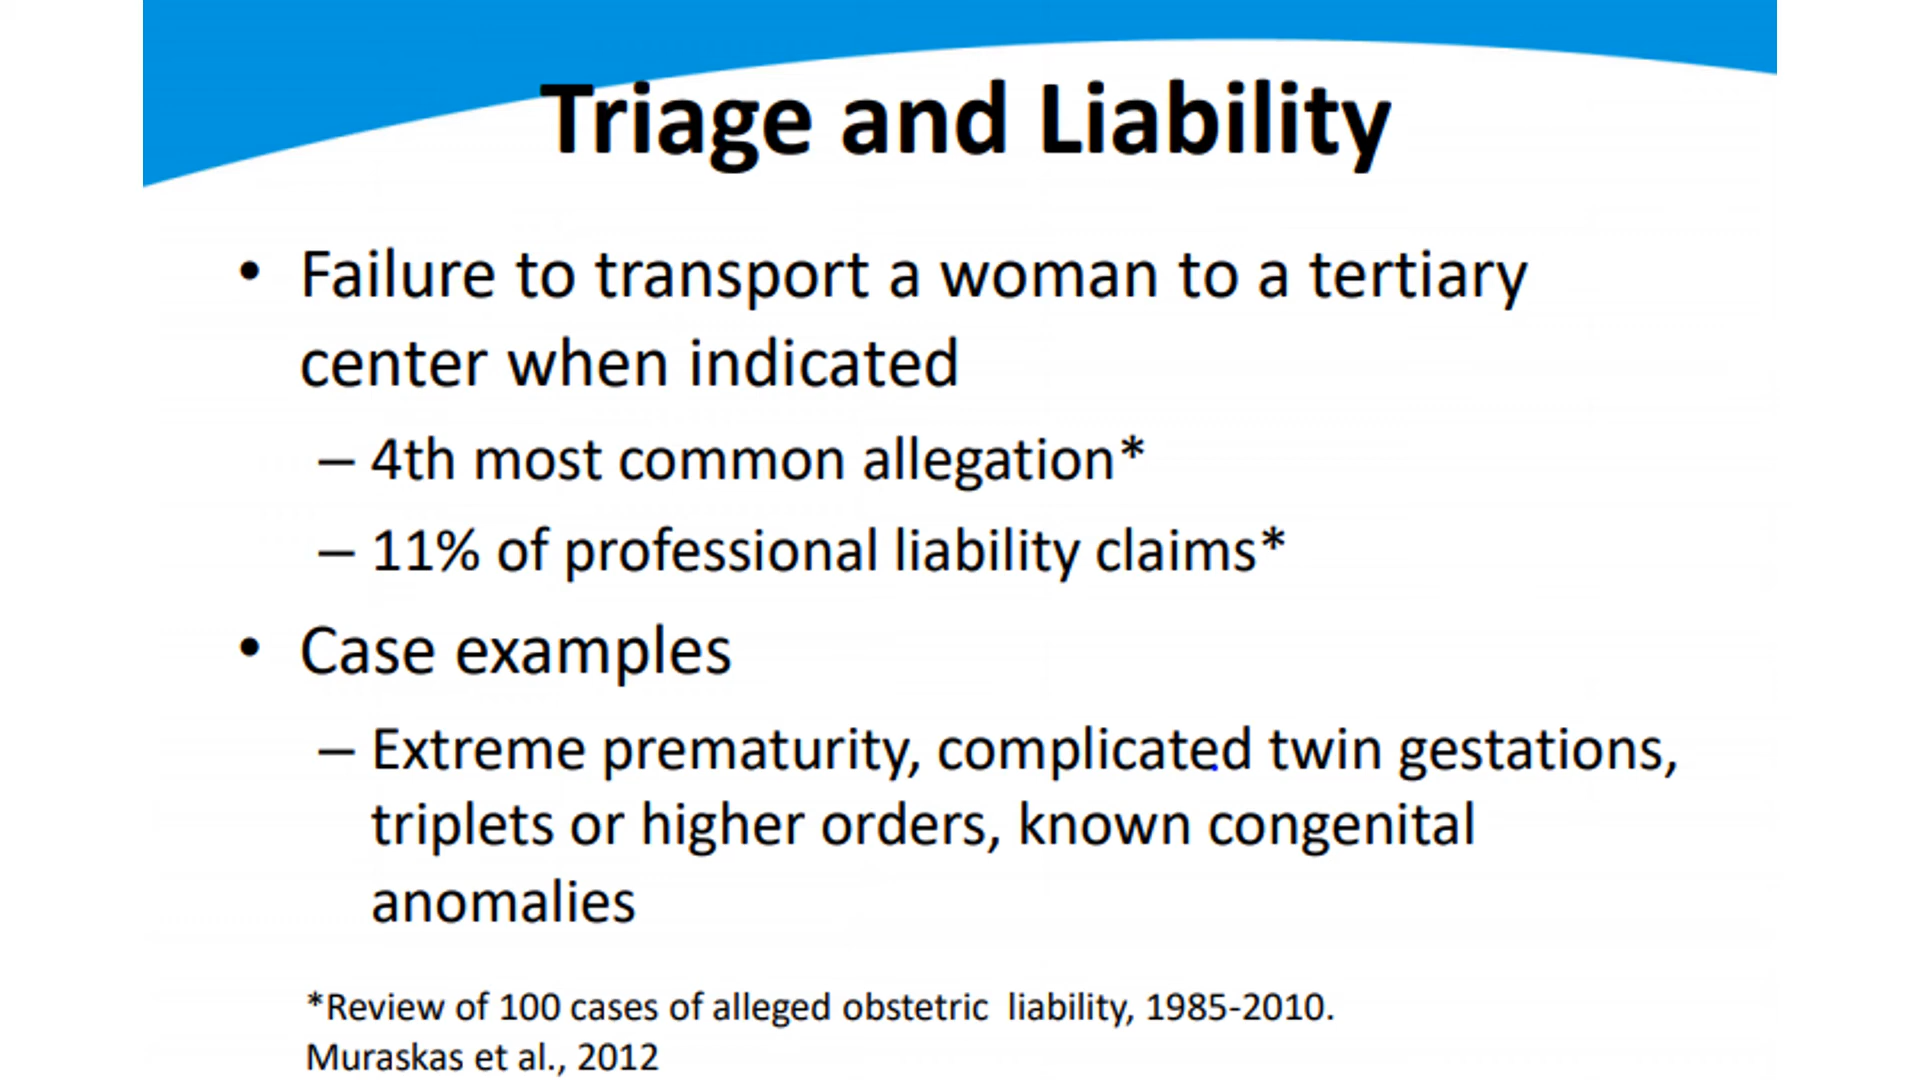 Triage and Liability
• Failure to transport a woman to a tertiary
center when indicated
– 4th most common allegation*
– 11% of professional liability claims*
• Case examples
– Extreme prematurity, complicated twin gestations,
triplets or higher orders, known congenital
anomalies
*Review of 100 cases of alleged obstetric  liability, 1985-2010.
Muraskas et al., 2012